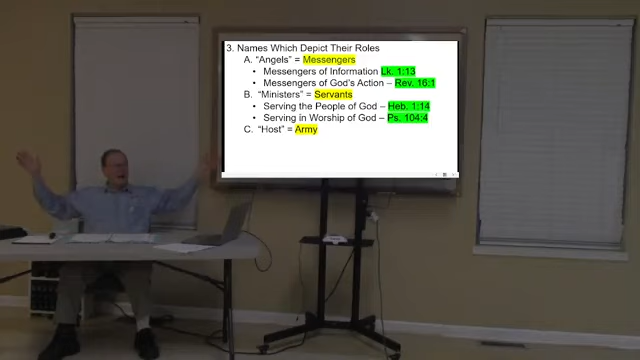 3. Names Which Depict Their Roles
A. “Angels” = Messengers
• Messengers of Information Lk. 1:13
• Messengers of God’s Action – Rev. 16:1
B. “Ministers” = Servants
• Serving the People of God – Heb. 1:14
• Serving in Worship of God – Ps. 104:4
C. “Host” = Army